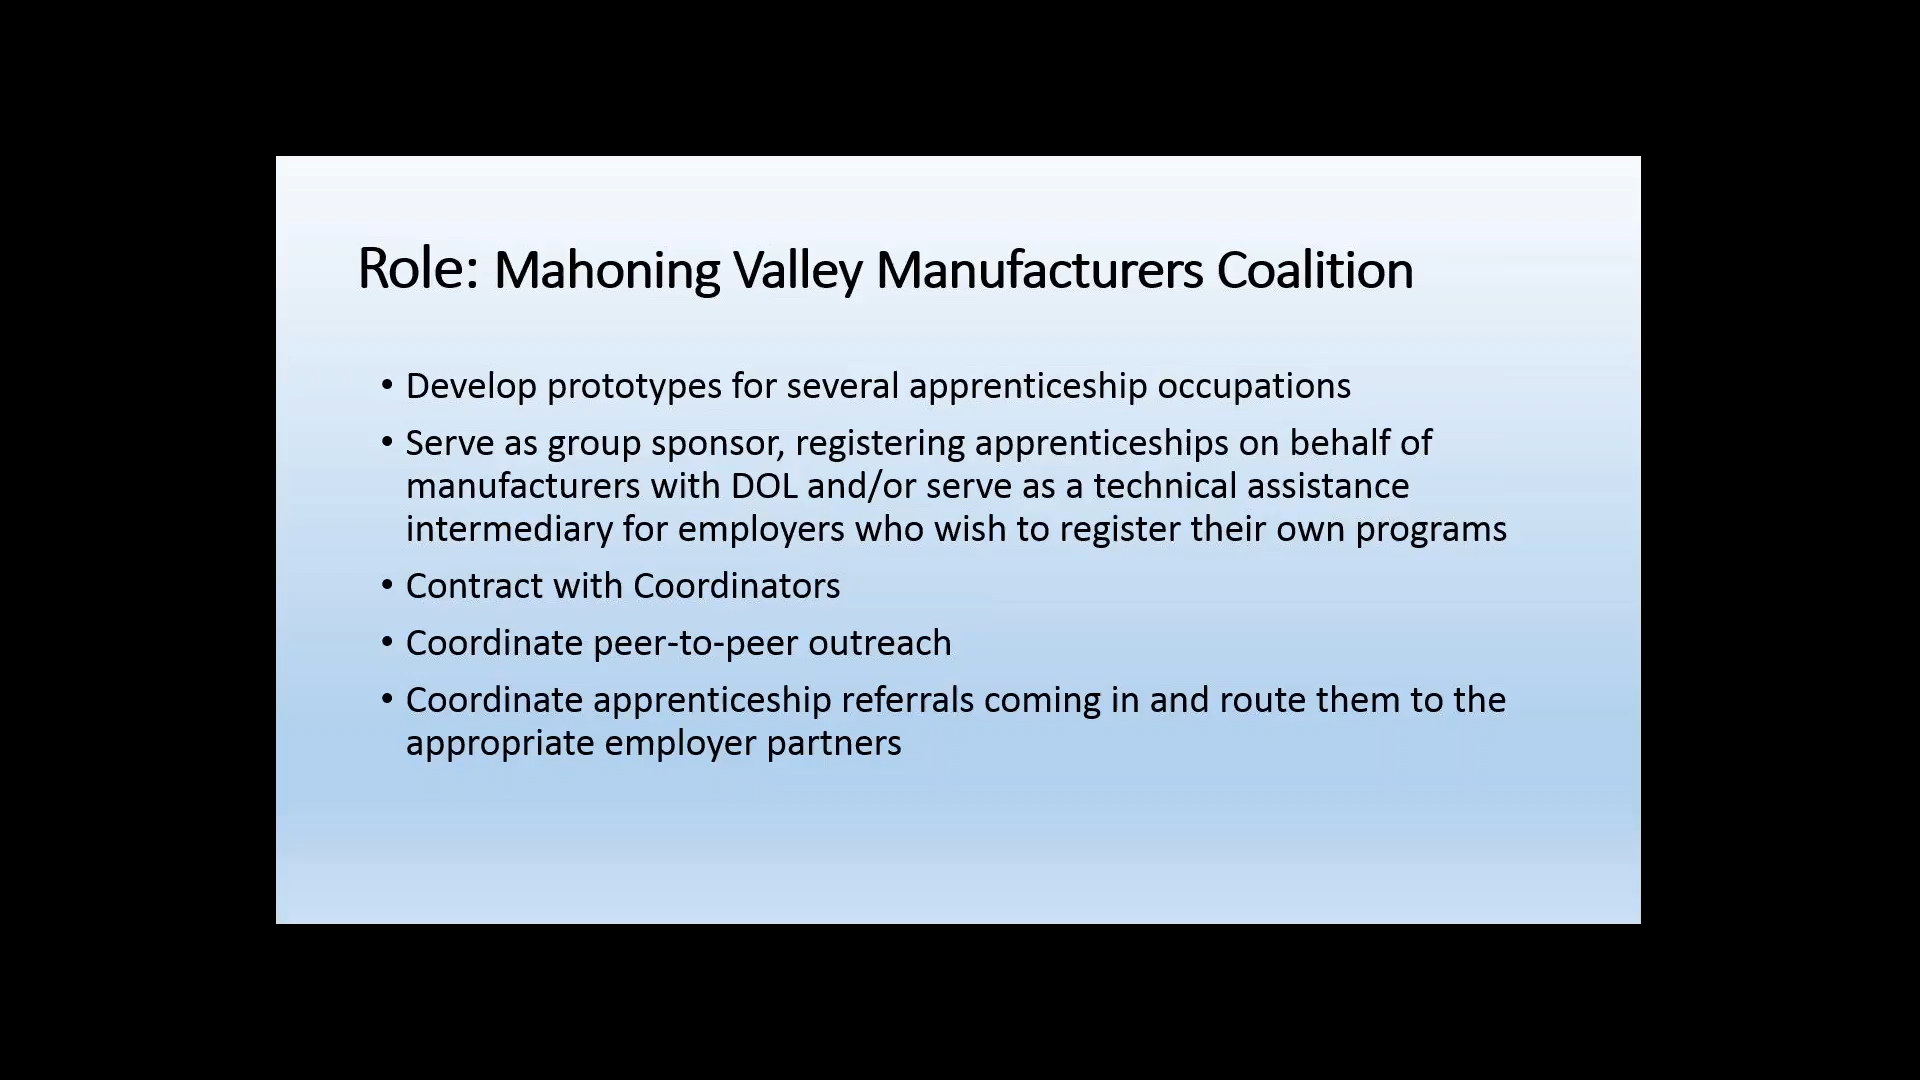 Role: Mahoning Valley Manufacturers Coalition
• Develop prototypes for several apprenticeship occupations
• Serve as group sponsor, registering apprenticeships on behalf of
manufacturers with DOL and/or serve as a technical assistance
intermediary for employers who wish to register their own programs
• Contract with Coordinators
• Coordinate peer-to-peer outreach
• Coordinate apprenticeship referrals coming in and route them to the
appropriate employer partners